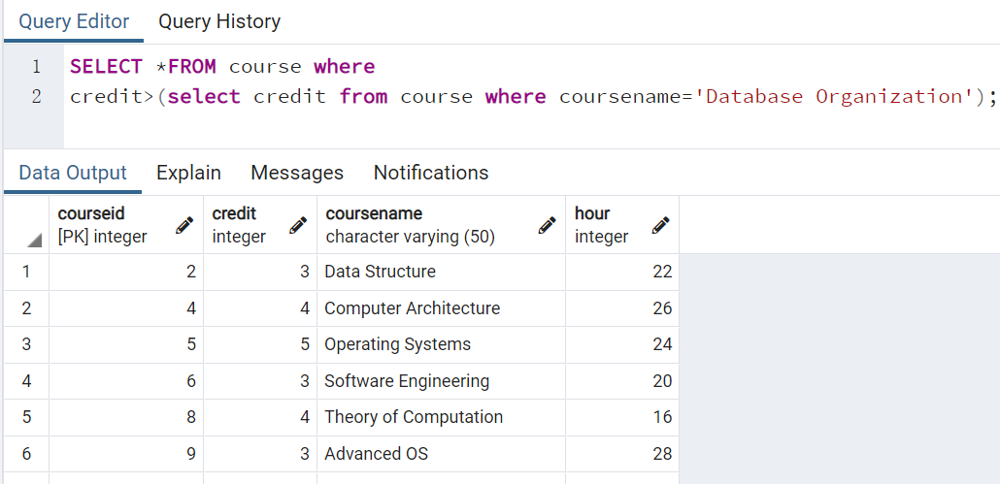 Query Editor Query History
1 SELECT *FROM course where
2 credit>(select credit from course where coursename='Database Organization');
Data Output Explain Messages Notifications
courseid credit coursename hour
[PK] integer integer character varying (50) integer
1 2 3 Data Structure 22
2 4 4 Computer Architecture 26
3 5 5 Operating Systems 24
4 6 3 Software Engineering 20
5 8 4 Theory of Computation 16
6 9 3 Advanced OS 28